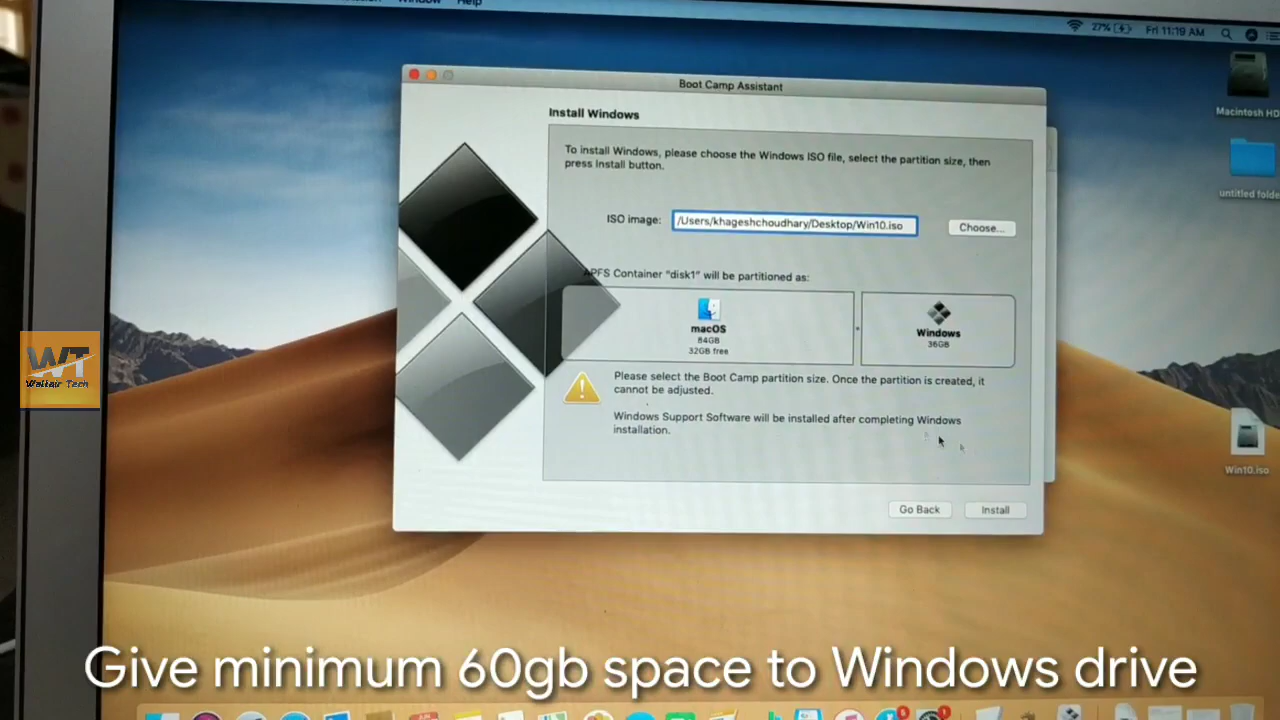 Window Help
27% Fri 11:19 AM
Boot Camp Assistant
Macintosh HD
Install Windows
To install Windows, please choose the Windows ISO file, select the partition size, then
press Install button.
untitled folde
ISO image: /Users/khageshchoudhary/Desktop/Win10.iso Choose...
APFS Container "disk1" will be partitioned as:
macOS
84GB
32GB free
Windows
36GB
WT
Waltair Tech
Please select the Boot Camp partition size. Once the partition is created, it
cannot be adjusted.
Windows Support Software will be installed after completing Windows
installation.
Win10.iso
Go Back Install
Give minimum 60gb space to Windows drive